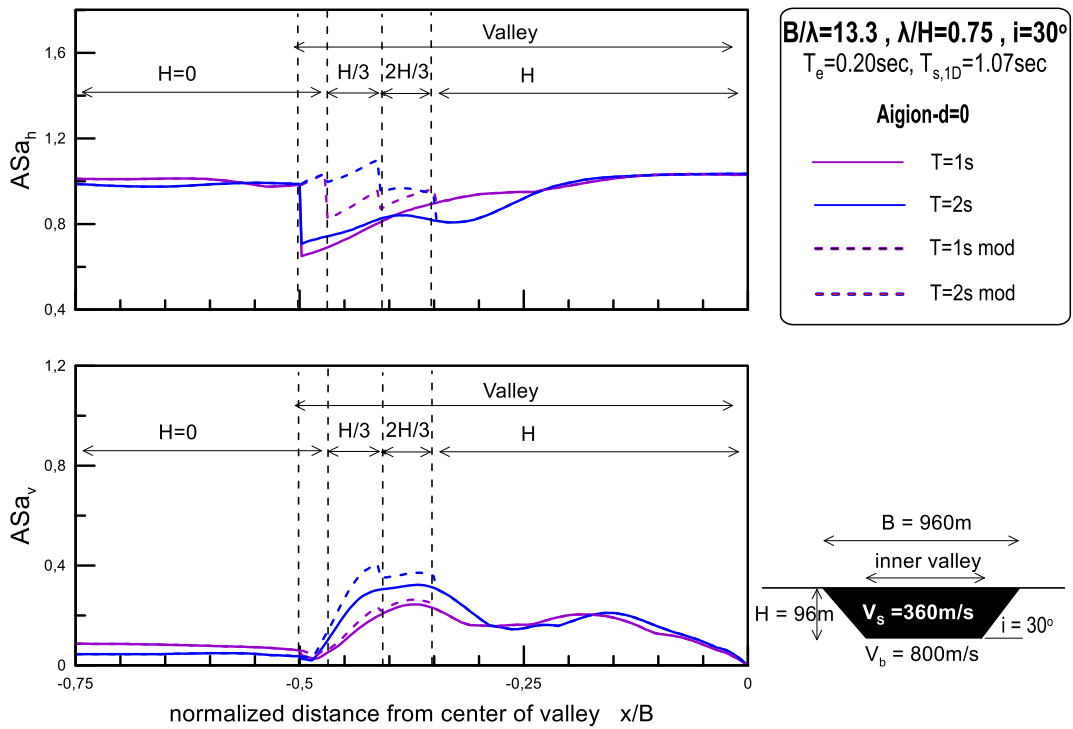 1,6
1,2
0,8
0,4
ASa_h
Valley
H=0
H/3
2H/3
H
B/λ=13.3 , λ/H=0.75 , i=30º
T_e=0.20sec, T_s,1D=1.07sec
Aigion-d=0
T=1s
T=2s
T=1s mod
T=2s mod
1,2
0,8
0,4
0
ASa_v
Valley
H=0
H/3
2H/3
H
-0,75
-0,5
-0,25
0
normalized distance from center of valley x/B
B = 960m
inner valley
H = 96m
V_s =360m/s
i = 30º
V_b = 800m/s